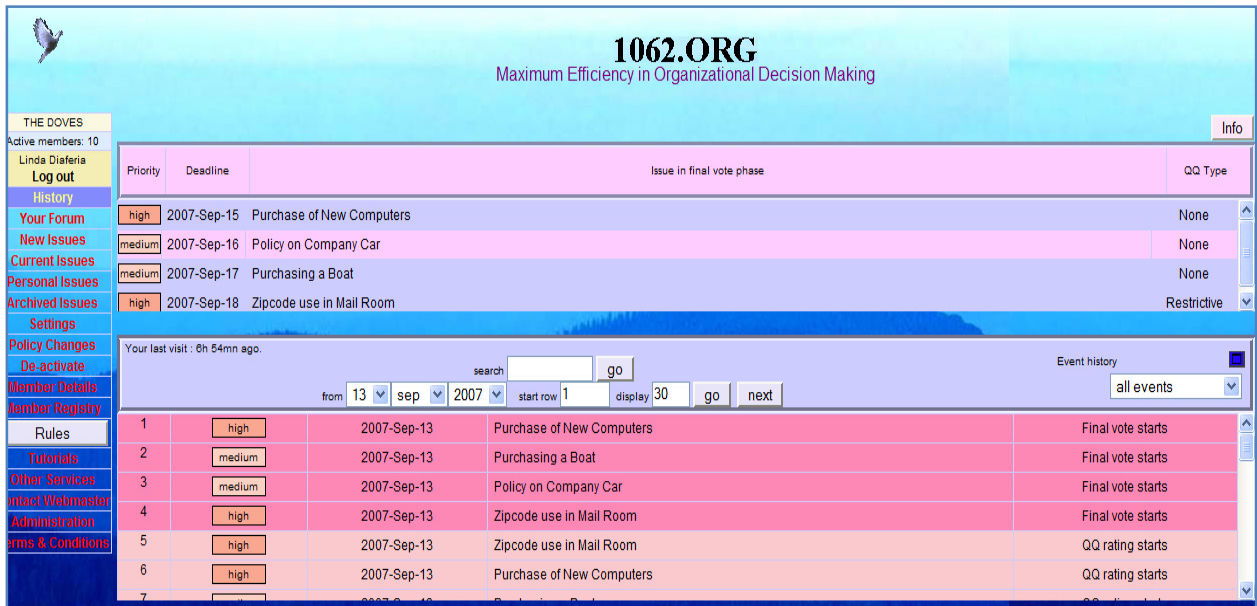 1062.ORG
Maximum Efficiency in Organizational Decision Making
Info
THE DOVES
Active members: 10
Linda Diaferia
Log out
History
Your Forum
New Issues
Current Issues
Personal Issues
Archived Issues
Settings
Policy Changes
De-activate
Member Details
Member Registry
Rules
Tutorials
Other Services
ontact Webmaster
Administration
erms & Conditions
Priority Deadline Issue in final vote phase QQ Type
high 2007-Sep-15 Purchase of New Computers None
medium 2007-Sep-16 Policy on Company Car None
medium 2007-Sep-17 Purchasing a Boat None
high 2007-Sep-18 Zipcode use in Mail Room Restrictive
Your last visit : 6h 54mn ago.
search go
Event history
from 13 sep 2007 start row 1 display 30 go next
all events
1 high 2007-Sep-13 Purchase of New Computers Final vote starts
2 medium 2007-Sep-13 Purchasing a Boat Final vote starts
3 medium 2007-Sep-13 Policy on Company Car Final vote starts
4 high 2007-Sep-13 Zipcode use in Mail Room Final vote starts
5 high 2007-Sep-13 Zipcode use in Mail Room QQ rating starts
6 high 2007-Sep-13 Purchase of New Computers QQ rating starts
7